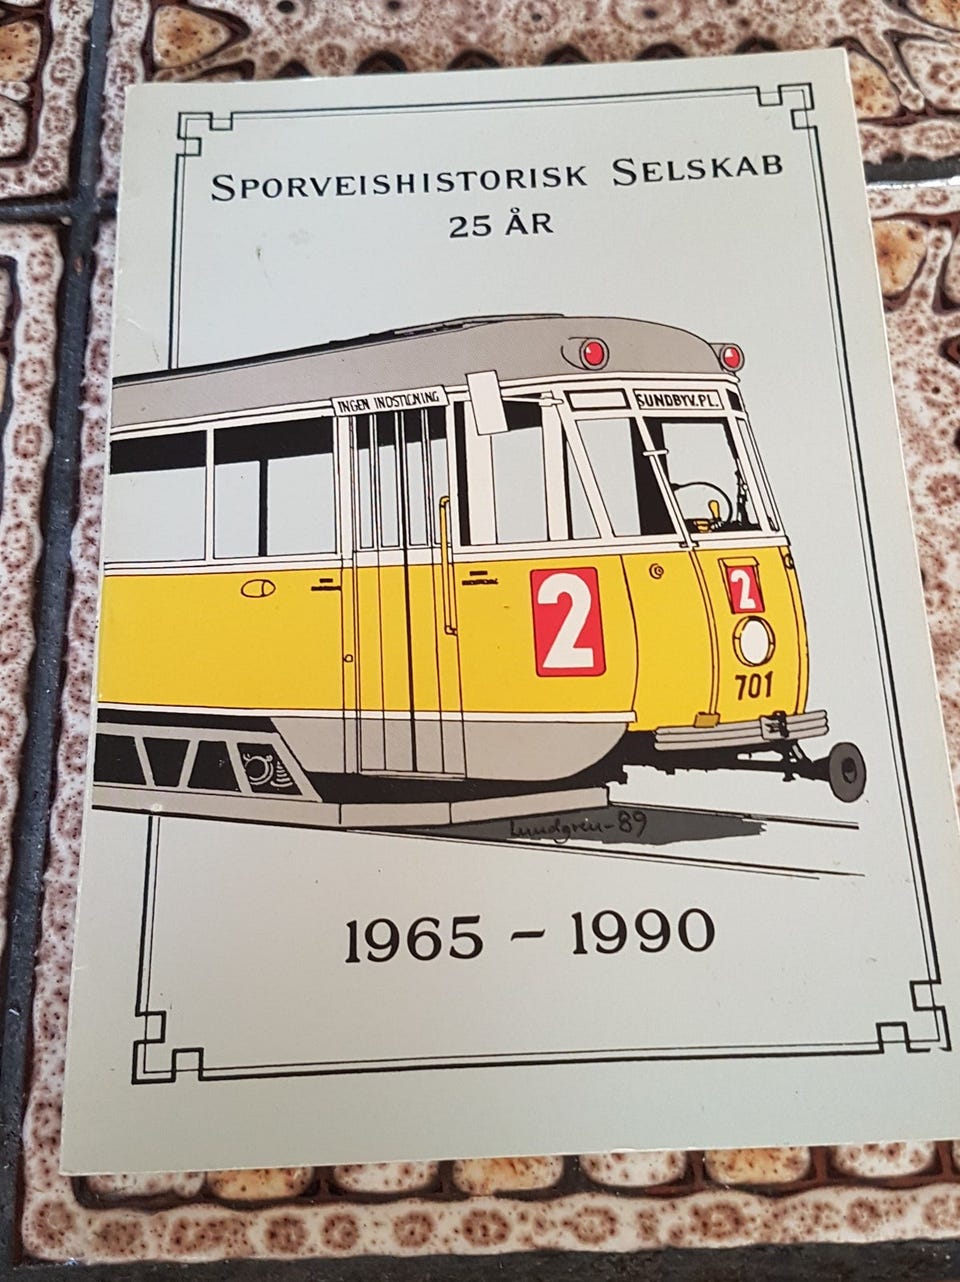 SPORVEISHISTORISK SELSKAB
25 ÅR
INGEN INDSTIGNING
SUNDBYV.PL.
2
2
701
Lundgren-89
1965 - 1990